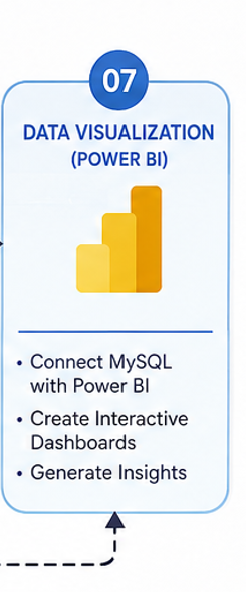 07
DATA VISUALIZATION
(POWER BI)
• Connect MySQL
with Power BI
• Create Interactive
Dashboards
• Generate Insights